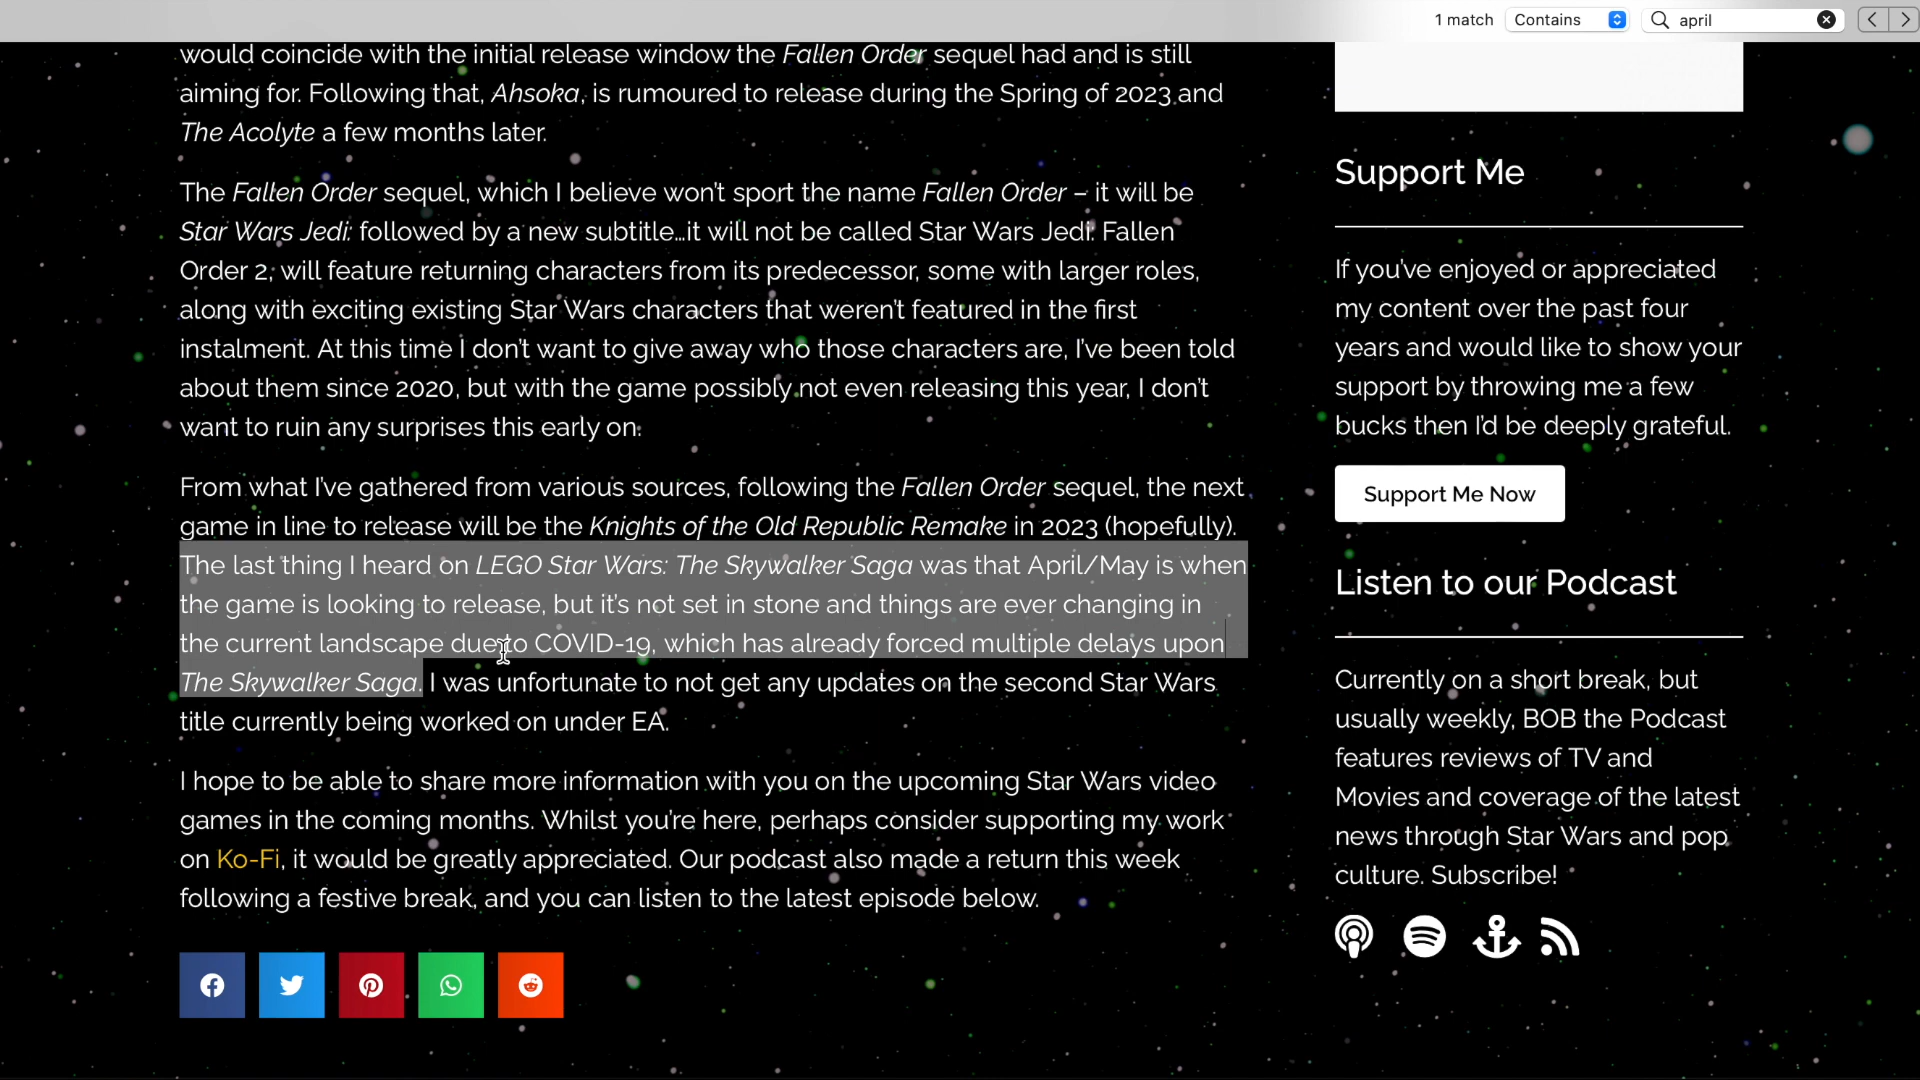 1 match Contains april
would coincide with the initial release window the Fallen Order sequel had and is still
aiming for. Following that, Ahsoka, is rumoured to release during the Spring of 2023 and
The Acolyte a few months later.
The Fallen Order sequel, which I believe won't sport the name Fallen Order – it will be
Star Wars Jedi: followed by a new subtitle…it will not be called Star Wars Jedi: Fallen
Order 2, will feature returning characters from its predecessor, some with larger roles,
along with exciting existing Star Wars characters that weren't featured in the first
instalment. At this time I don't want to give away who those characters are, I've been told
about them since 2020, but with the game possibly not even releasing this year, I don't
want to ruin any surprises this early on.
From what I've gathered from various sources, following the Fallen Order sequel, the next
game in line to release will be the Knights of the Old Republic Remake in 2023 (hopefully).
The last thing I heard on LEGO Star Wars: The Skywalker Saga was that April/May is when
the game is looking to release, but it's not set in stone and things are ever changing in
the current landscape due to COVID-19, which has already forced multiple delays upon
The Skywalker Saga. I was unfortunate to not get any updates on the second Star Wars
title currently being worked on under EA.
I hope to be able to share more information with you on the upcoming Star Wars video
games in the coming months. Whilst you're here, perhaps consider supporting my work
on Ko-Fi, it would be greatly appreciated. Our podcast also made a return this week
following a festive break, and you can listen to the latest episode below.
Support Me
If you've enjoyed or appreciated
my content over the past four
years and would like to show your
support by throwing me a few
bucks then I'd be deeply grateful.
Support Me Now
Listen to our Podcast
Currently on a short break, but
usually weekly, BOB the Podcast
features reviews of TV and
Movies and coverage of the latest
news through Star Wars and pop
culture. Subscribe!